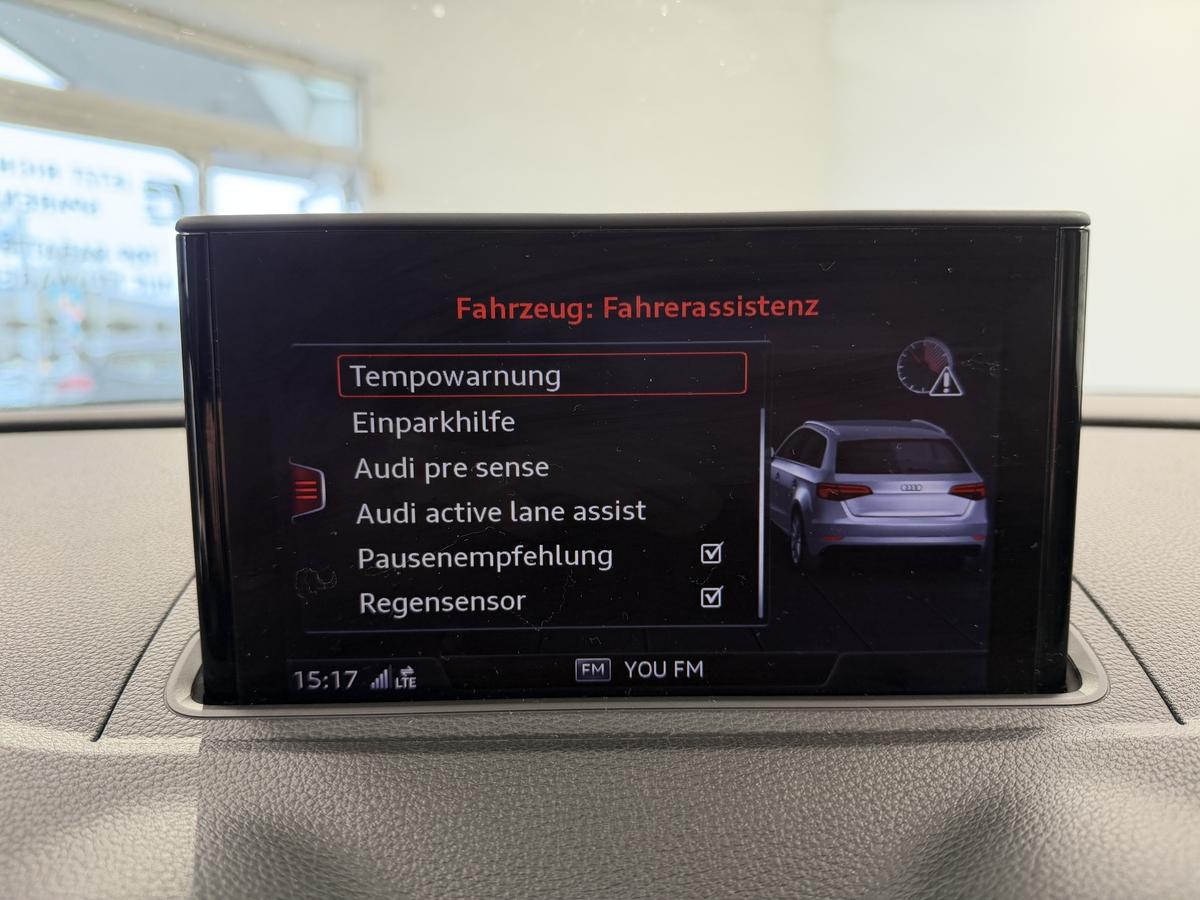 Fahrzeug: Fahrerassistenz
Tempowarnung
Einparkhilfe
Audi pre sense
Audi active lane assist
Pausenempfehlung
Regensensor
15:17 LTE
FM YOU FM